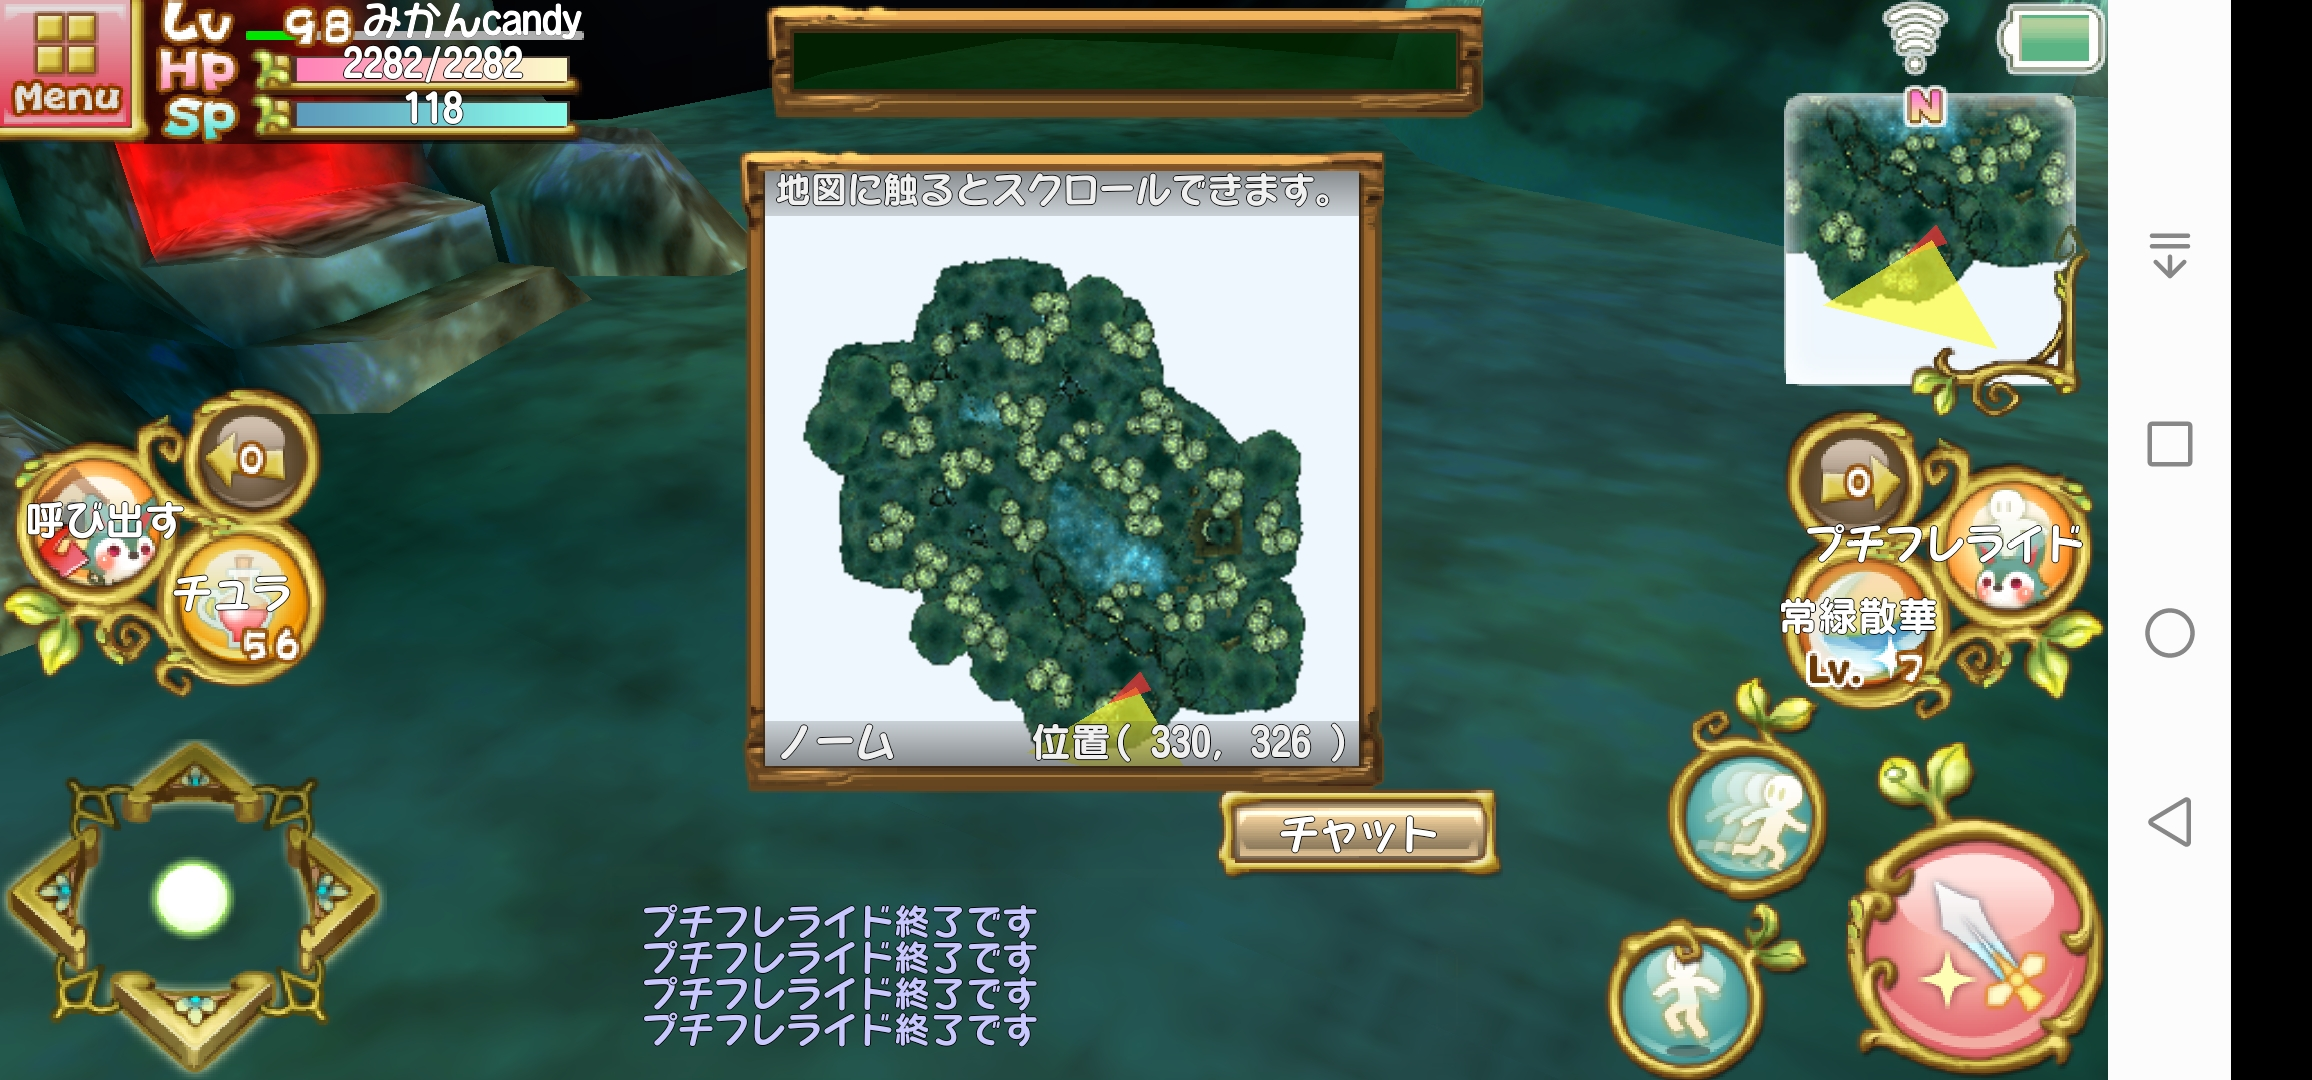 Menu
Lv 98 みかんcandy
Hp 2282/2282
Sp 118
N
地図に触るとスクロールできます。
ノーム 位置( 330, 326 )
0
呼び出す
チュラ
56
0
プチフレライド
常緑散華
Lv. 7
チャット
プチフレライド終了です
プチフレライド終了です
プチフレライド終了です
プチフレライド終了です